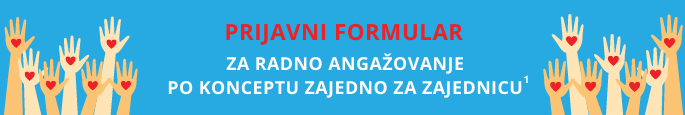 PRIJAVNI FORMULAR
ZA RADNO ANGAŽOVANJE
PO KONCEPTU ZAJEDNO ZA ZAJEDNICU¹